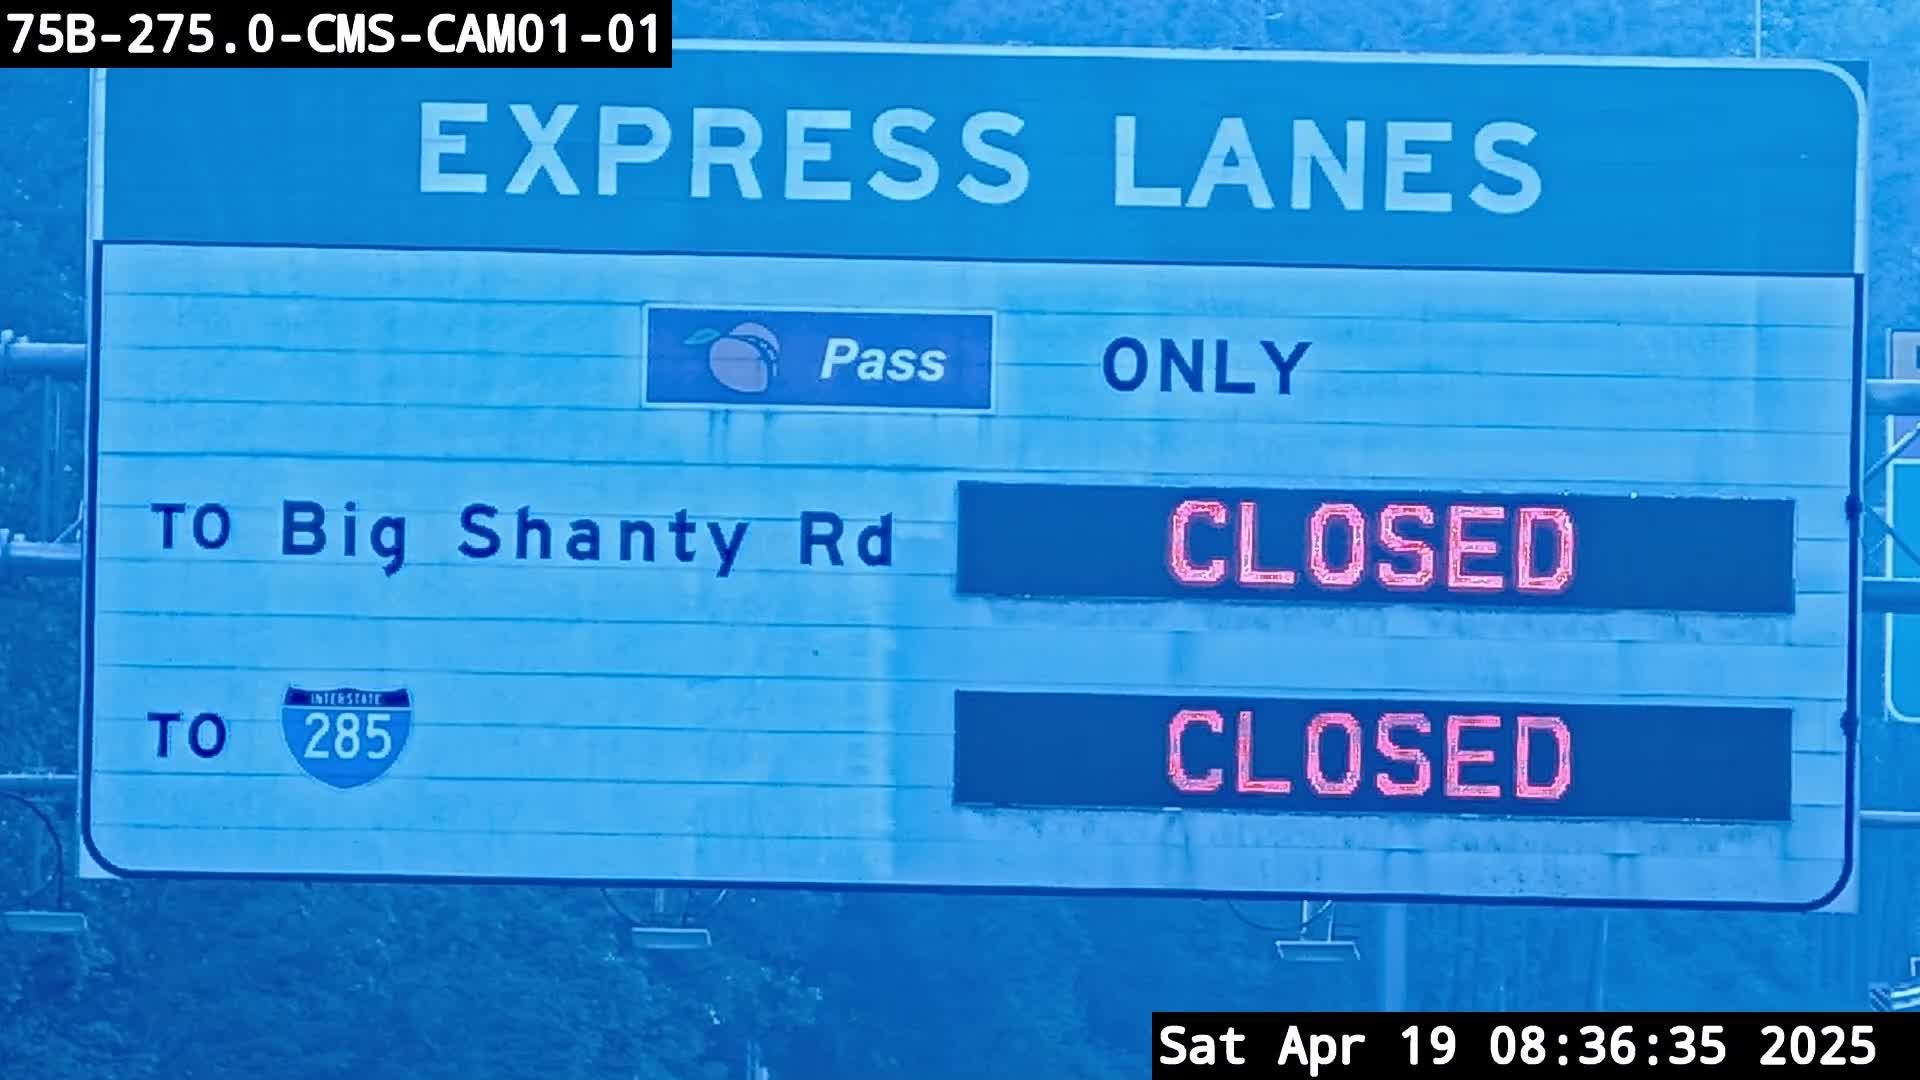 75B-275.0-CMS-CAM01-01
EXPRESS LANES
Pass ONLY
TO Big Shanty Rd CLOSED
TO INTERSTATE 285 CLOSED
Sat Apr 19 08:36:35 2025